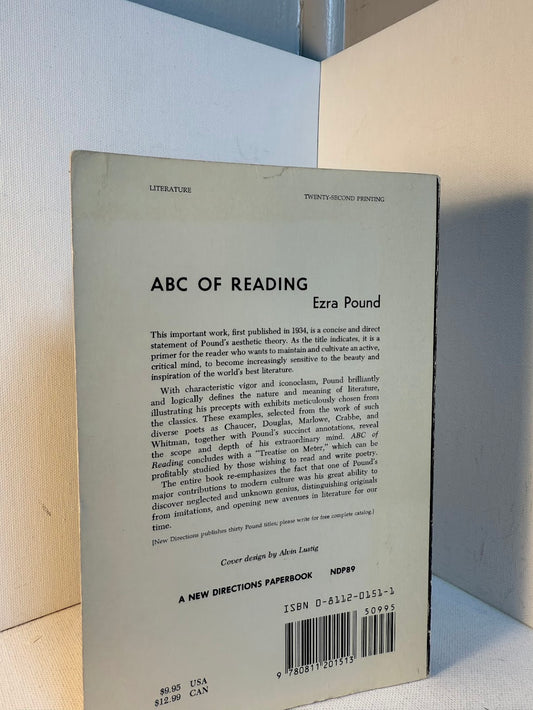 LITERATURE
TWENTY-SECOND PRINTING
ABC OF READING
Ezra Pound
This important work, first published in 1934, is a concise and direct
statement of Pound's aesthetic theory. As the title indicates, it is a
primer for the reader who wants to maintain and cultivate an active,
critical mind, to become increasingly sensitive to the beauty and
inspiration of the world's best literature.
With characteristic vigor and iconoclasm, Pound brilliantly
and logically defines the nature and meaning of literature,
illustrating his precepts with exhibits meticulously chosen from
the classics. These examples, selected from the work of such
diverse poets as Chaucer, Douglas, Marlowe, Crabbe, and
Whitman, together with Pound's succinct annotations, reveal
the scope and depth of his extraordinary mind. ABC of
Reading concludes with a "Treatise on Meter," which can be
profitably studied by those wishing to read and write poetry.
The entire book re-emphasizes the fact that one of Pound's
major contributions to modern culture was his great ability to
discover neglected and unknown genius, distinguishing originals
from imitations, and opening new avenues in literature for our
time.
[New Directions publishes thirty Pound titles; please write for free complete catalog.]
Cover design by Alvin Lustig
A NEW DIRECTIONS PAPERBOOK NDP89
ISBN 0-8112-0151-1
50995
9 780811 201513
$9.95 USA
$12.99 CAN